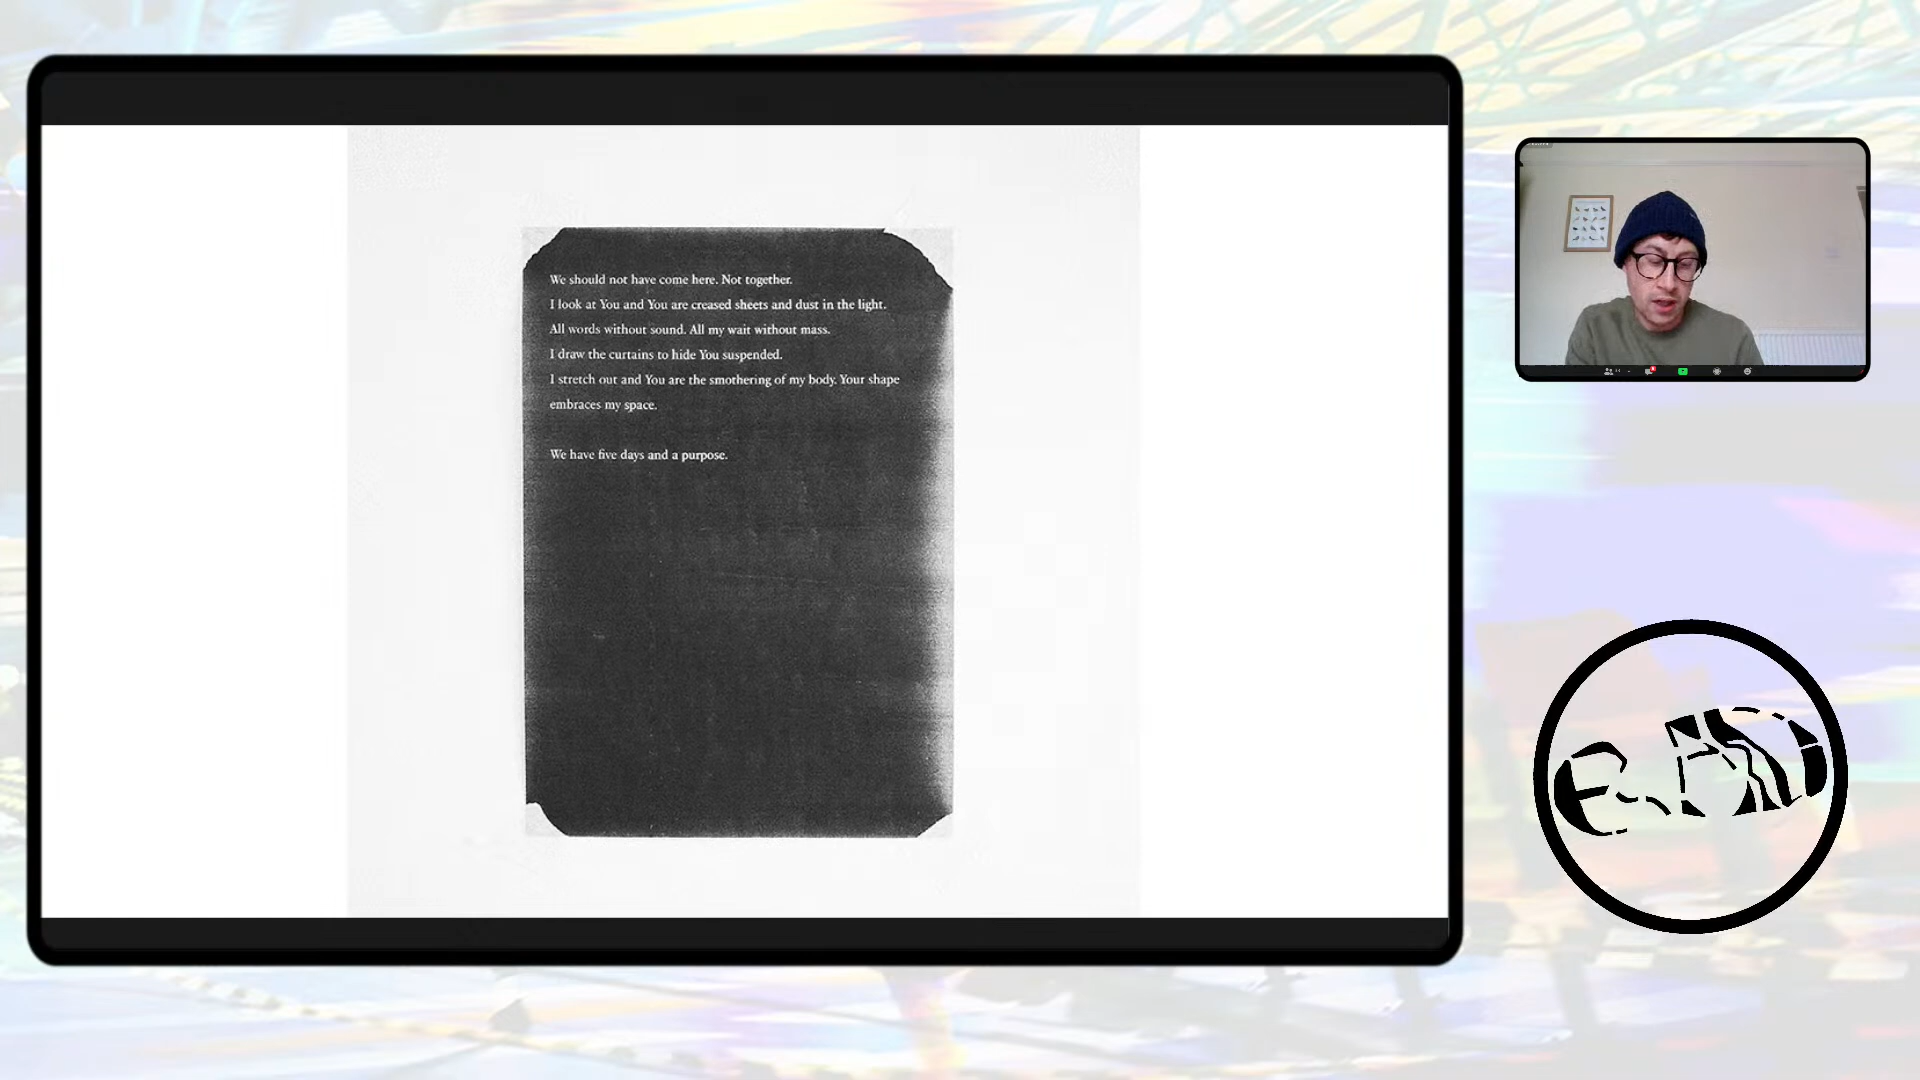 We should not have come here. Not together.
I look at You and You are creased sheets and dust in the light.
All words without sound. All my wait without mass.
I draw the curtains to hide You suspended.
I stretch out and You are the smothering of my body. Your shape
embraces my space.
We have five days and a purpose.